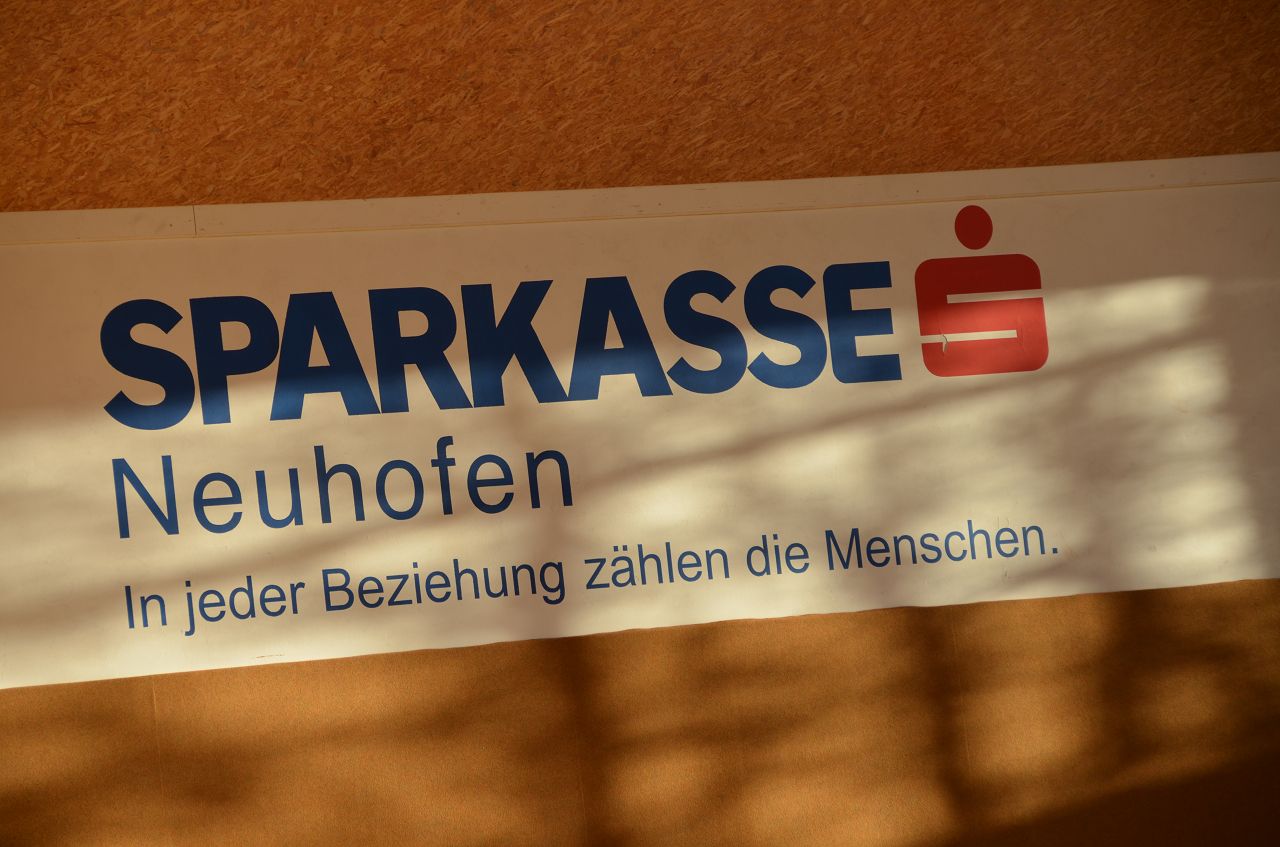 SPARKASSE
Neuhofen
In jeder Beziehung zählen die Menschen.